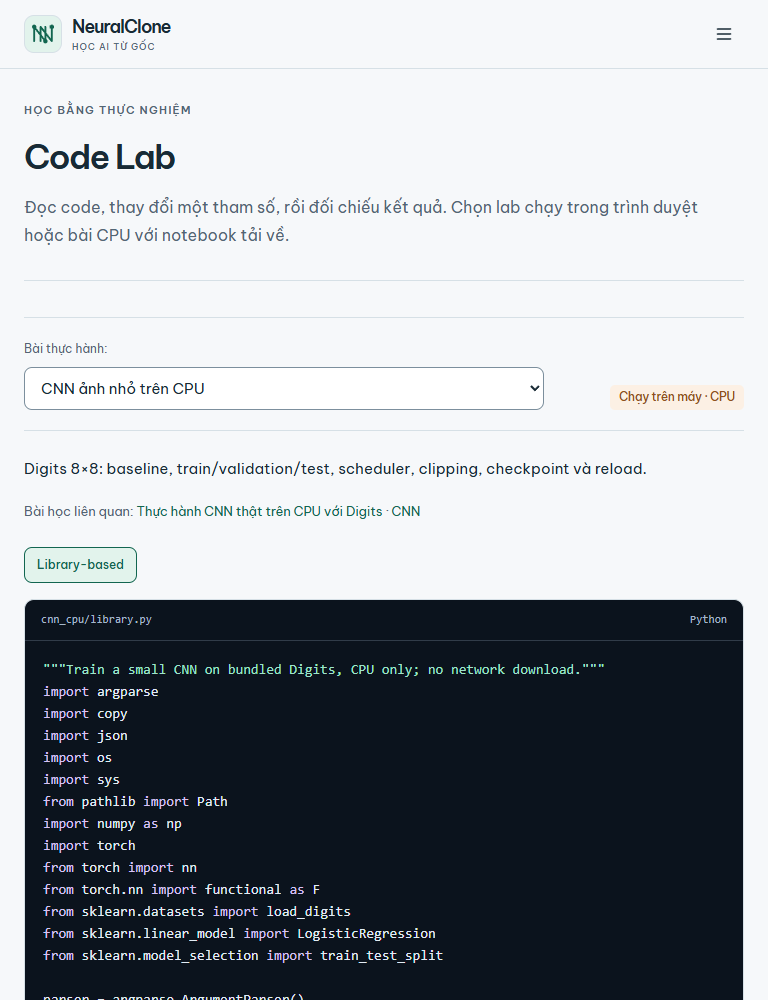 NeuralClone
HỌC AI TỪ GỐC
HỌC BẰNG THỰC NGHIỆM
Code Lab
Đọc code, thay đổi một tham số, rồi đối chiếu kết quả. Chọn lab chạy trong trình duyệt
hoặc bài CPU với notebook tải về.
Bài thực hành:
CNN ảnh nhỏ trên CPU
Chạy trên máy · CPU
Digits 8×8: baseline, train/validation/test, scheduler, clipping, checkpoint và reload.
Bài học liên quan: Thực hành CNN thật trên CPU với Digits · CNN
Library-based
cnn_cpu/library.py
Python
"""Train a small CNN on bundled Digits, CPU only; no network download."""
import argparse
import copy
import json
import os
import sys
from pathlib import Path
import numpy as np
import torch
from torch import nn
from torch.nn import functional as F
from sklearn.datasets import load_digits
from sklearn.linear_model import LogisticRegression
from sklearn.model_selection import train_test_split
parser = argparse.ArgumentParser()